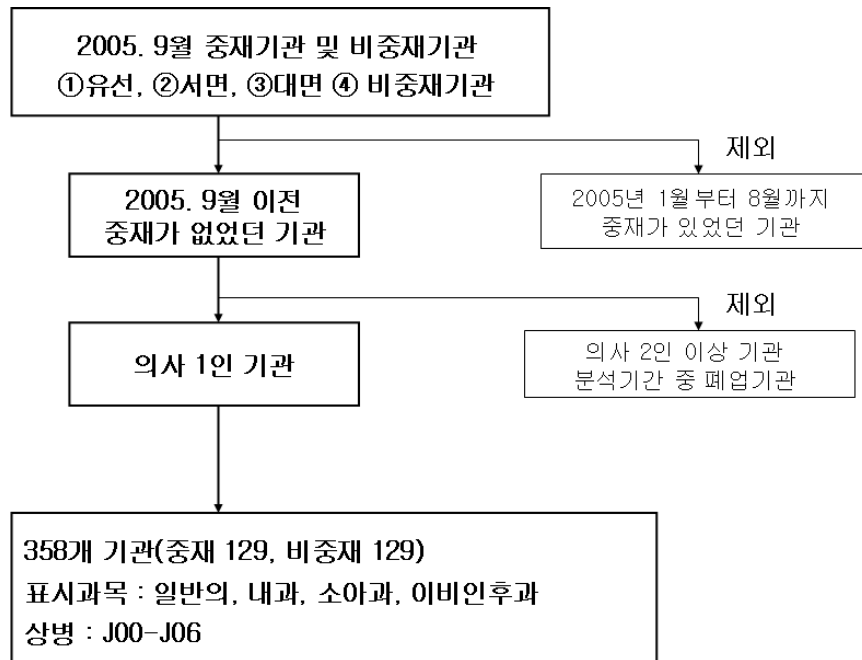 2005. 9월 중재기관 및 비중재기관
①유선, ②서면, ③대면 ④ 비중재기관
제외
2005. 9월 이전
중재가 없었던 기관
2005년 1월부터 8월까지
중재가 있었던 기관
제외
의사 1인 기관
의사 2인 이상 기관
분석기간 중 폐업기관
358개 기관(중재 129, 비중재 129)
표시과목 : 일반의, 내과, 소아과, 이비인후과
상병 : J00-J06